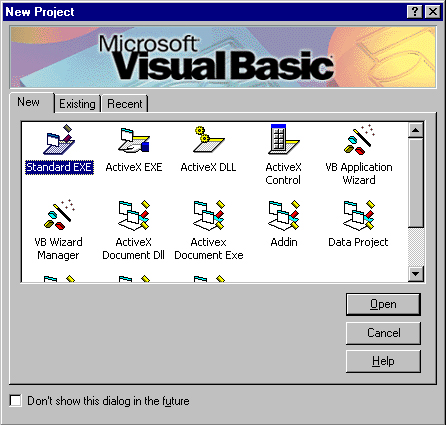 New Project
Microsoft
Visual Basic
New
Existing
Recent
Standard EXE
ActiveX EXE
ActiveX DLL
ActiveX
Control
VB Application
Wizard
VB Wizard
Manager
ActiveX
Document Dll
Activex
Document Exe
Addin
Data Project
Open
Cancel
Help
Don't show this dialog in the future